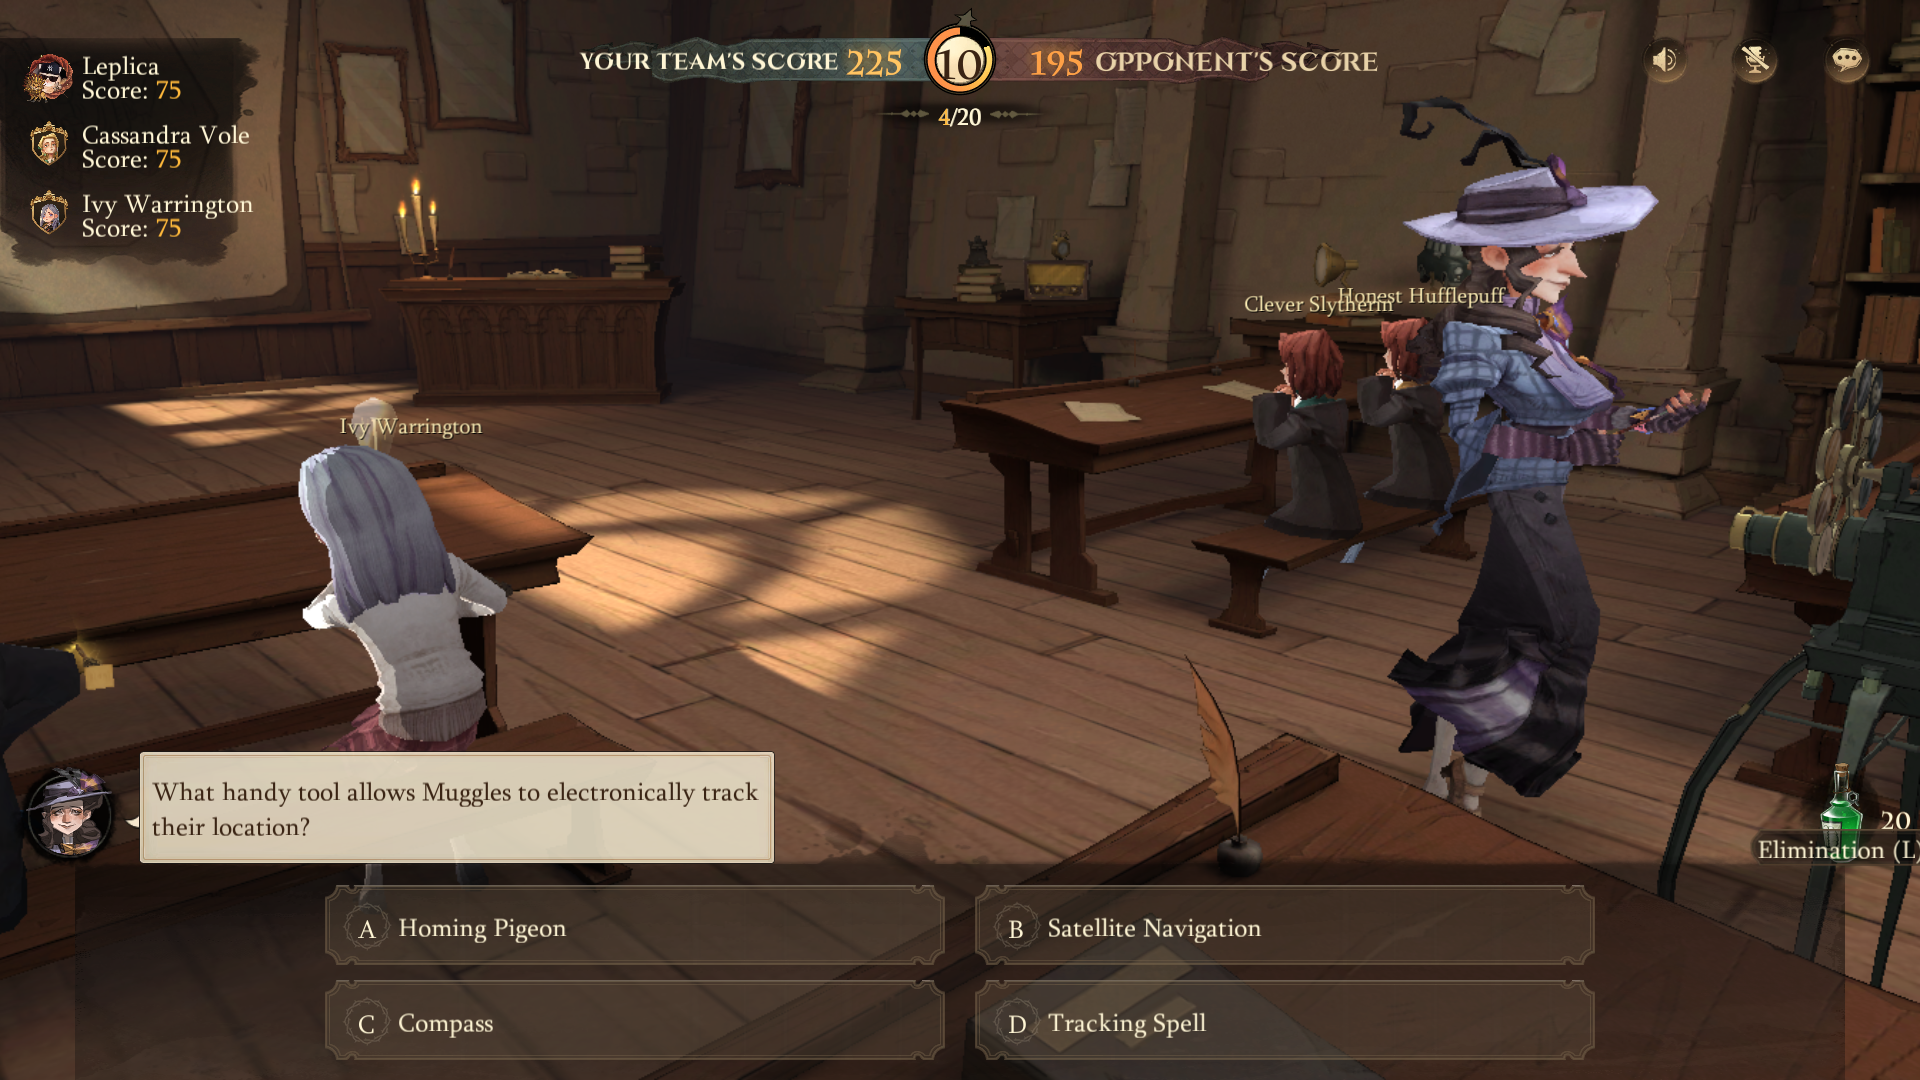 Leplica
Score: 75
Cassandra Vole
Score: 75
Ivy Warrington
Score: 75
YOUR TEAM'S SCORE 225
10
195 OPPONENT'S SCORE
4/20
Clever Slytherin
Honest Hufflepuff
Ivy Warrington
What handy tool allows Muggles to electronically track
their location?
20
Elimination (L)
A Homing Pigeon
B Satellite Navigation
C Compass
D Tracking Spell